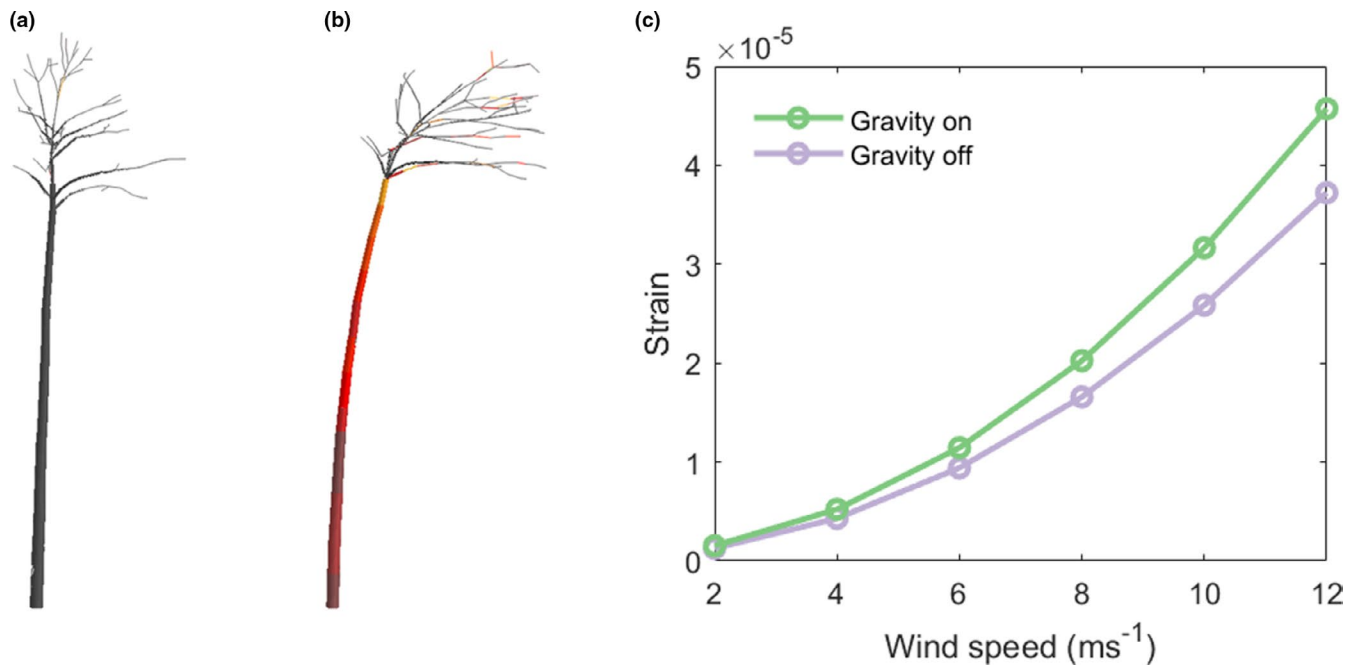 (a)
(b)
(c)
×10⁻⁵
5
4
3
2
1
0
Strain
Gravity on
Gravity off
2 4 6 8 10 12
Wind speed (ms⁻¹)